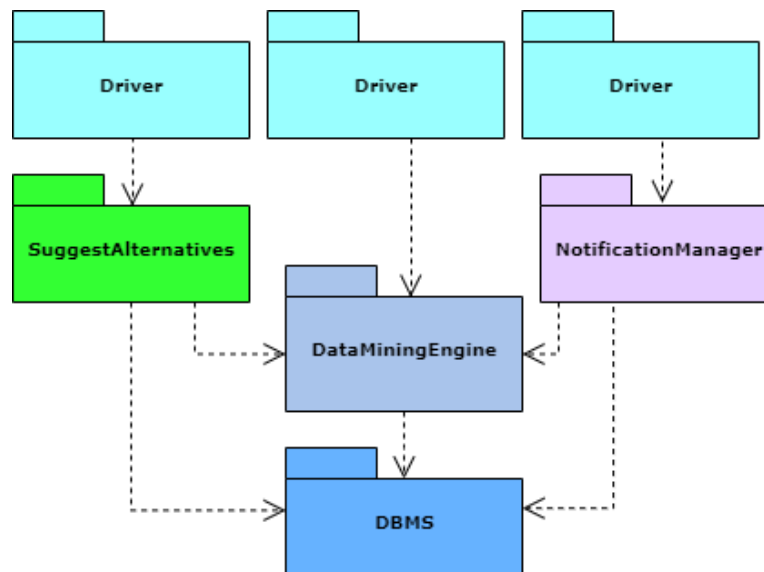 Driver
Driver
Driver
SuggestAlternatives
NotificationManager
DataMiningEngine
DBMS